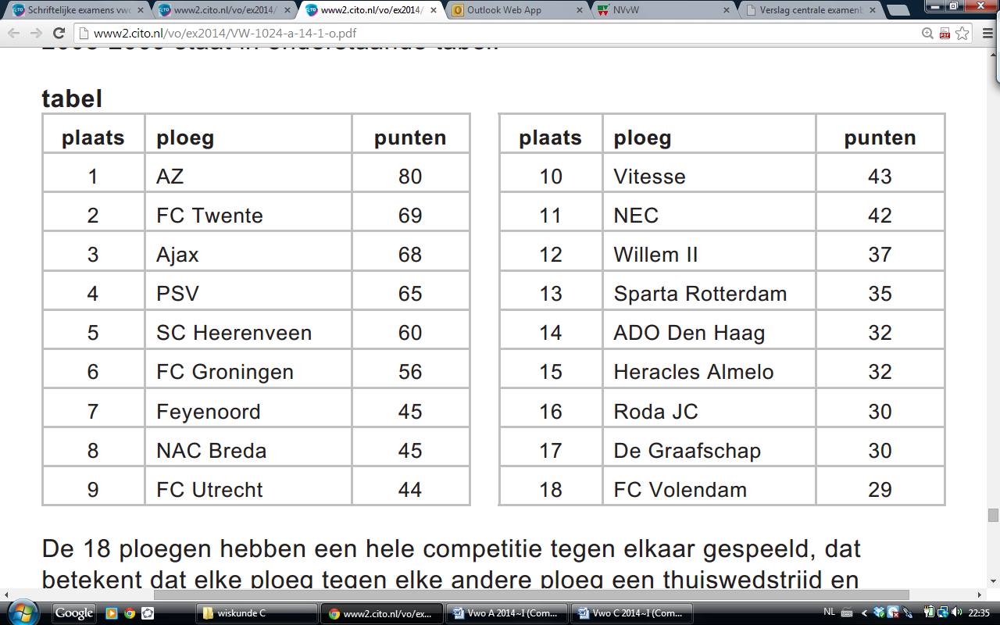 Schriftelijke examens vwo
www2.cito.nl/vo/ex2014/
www2.cito.nl/vo/ex2014/
Outlook Web App
NVvW
Verslag centrale examen
www2.cito.nl/vo/ex2014/VW-1024-a-14-1-o.pdf
staat in onderstaande tabel.
tabel
plaats ploeg punten plaats ploeg punten
1 AZ 80 10 Vitesse 43
2 FC Twente 69 11 NEC 42
3 Ajax 68 12 Willem II 37
4 PSV 65 13 Sparta Rotterdam 35
5 SC Heerenveen 60 14 ADO Den Haag 32
6 FC Groningen 56 15 Heracles Almelo 32
7 Feyenoord 45 16 Roda JC 30
8 NAC Breda 45 17 De Graafschap 30
9 FC Utrecht 44 18 FC Volendam 29
De 18 ploegen hebben een hele competitie tegen elkaar gespeeld, dat
betekent dat elke ploeg tegen elke andere ploeg een thuiswedstrijd en
Google wiskunde C www2.cito.nl/vo/ex... Vwo A 2014~I (Com... Vwo C 2014~I (Com... NL 22:35